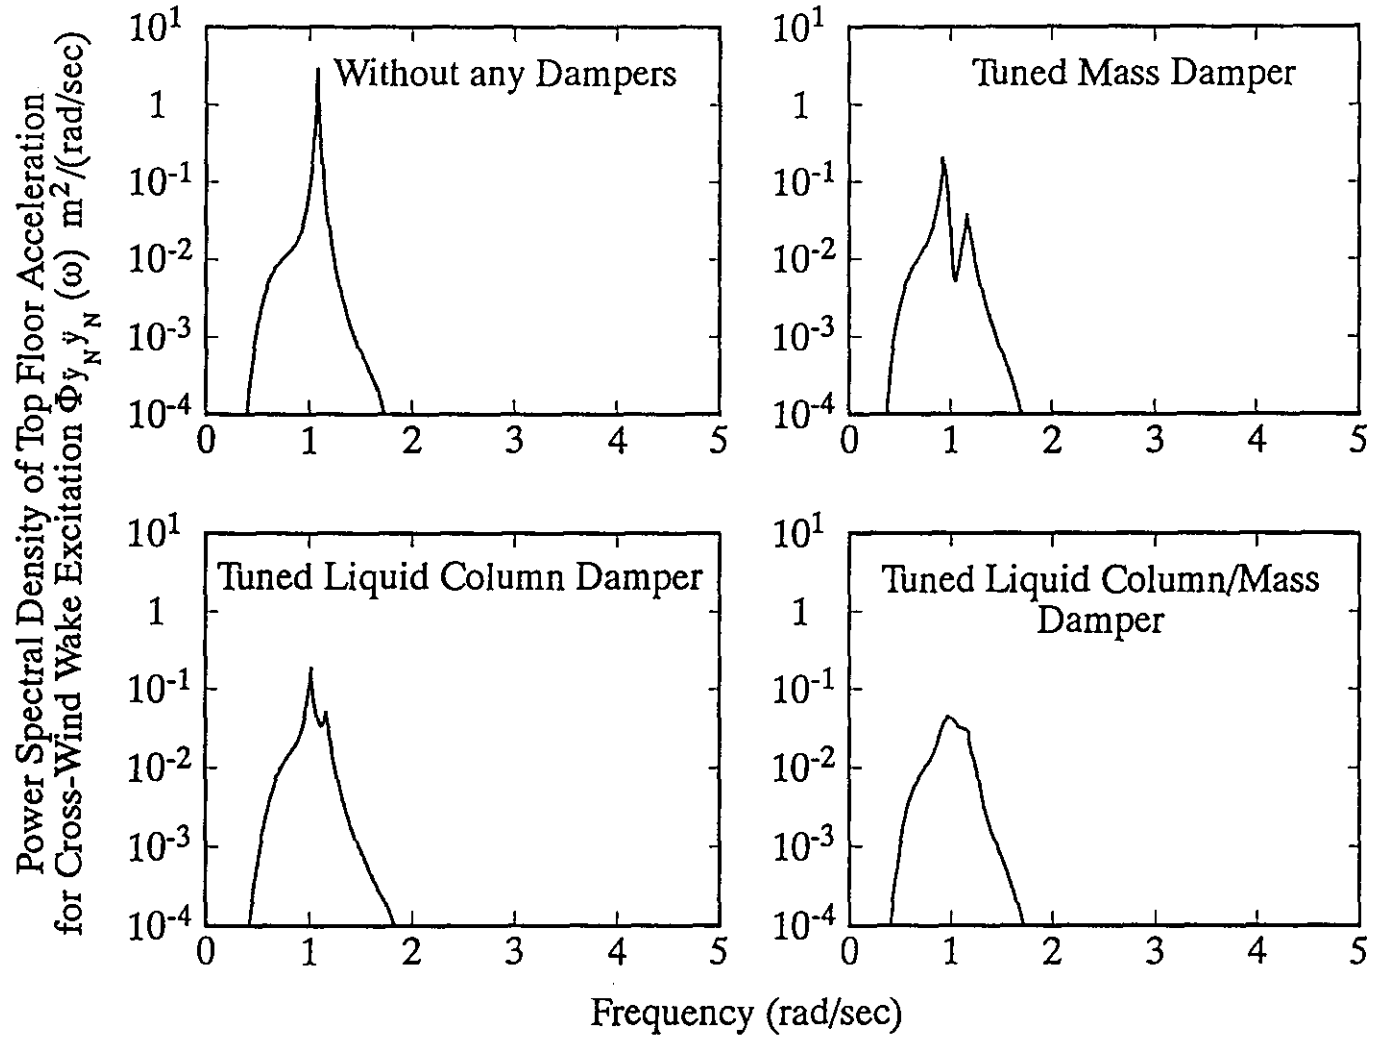 Power Spectral Density of Top Floor Acceleration
for Cross-Wind Wake Excitation Φÿ_N ÿ_N (ω) m²/(rad/sec)
10¹
1
10⁻¹
10⁻²
10⁻³
10⁻⁴
Without any Dampers
0 1 2 3 4 5
10¹
1
10⁻¹
10⁻²
10⁻³
10⁻⁴
Tuned Mass Damper
0 1 2 3 4 5
10¹
1
10⁻¹
10⁻²
10⁻³
10⁻⁴
Tuned Liquid Column Damper
0 1 2 3 4 5
10¹
1
10⁻¹
10⁻²
10⁻³
10⁻⁴
Tuned Liquid Column/Mass
Damper
0 1 2 3 4 5
Frequency (rad/sec)